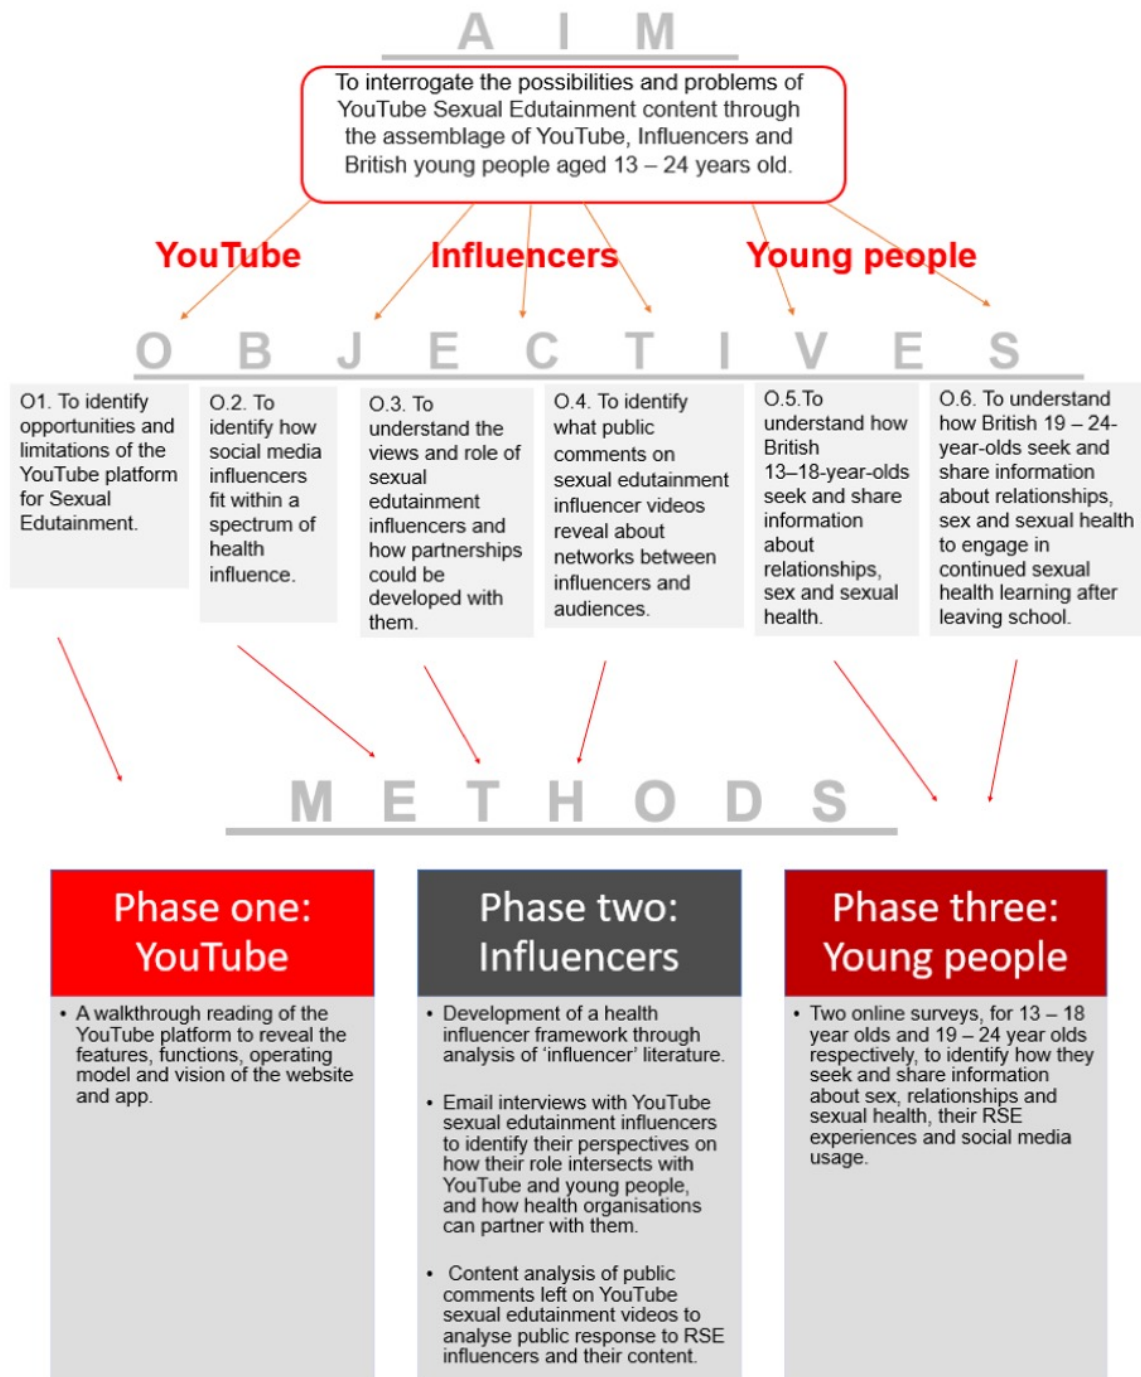 A I M
To interrogate the possibilities and problems of
YouTube Sexual Edutainment content through
the assemblage of YouTube, Influencers and
British young people aged 13 – 24 years old.
YouTube
Influencers
Young people
O B J E C T I V E S
O1. To identify
opportunities and
limitations of the
YouTube platform
for Sexual
Edutainment.
O.2. To
identify how
social media
influencers
fit within a
spectrum of
health
influence.
O.3. To
understand the
views and role of
sexual
edutainment
influencers and
how partnerships
could be
developed with
them.
O.4. To identify
what public
comments on
sexual edutainment
influencer videos
reveal about
networks between
influencers and
audiences.
O.5.To
understand how
British
13–18-year-olds
seek and share
information
about
relationships,
sex and sexual
health.
O.6. To understand
how British 19 – 24-
year-olds seek and
share information
about relationships,
sex and sexual health
to engage in
continued sexual
health learning after
leaving school.
M E T H O D S
Phase one:
YouTube
• A walkthrough reading of the
YouTube platform to reveal the
features, functions, operating
model and vision of the website
and app.
Phase two:
Influencers
• Development of a health
influencer framework through
analysis of ‘influencer’ literature.
• Email interviews with YouTube
sexual edutainment influencers
to identify their perspectives on
how their role intersects with
YouTube and young people,
and how health organisations
can partner with them.
• Content analysis of public
comments left on YouTube
sexual edutainment videos to
analyse public response to RSE
influencers and their content.
Phase three:
Young people
• Two online surveys, for 13 – 18
year olds and 19 – 24 year olds
respectively, to identify how they
seek and share information
about sex, relationships and
sexual health, their RSE
experiences and social media
usage.